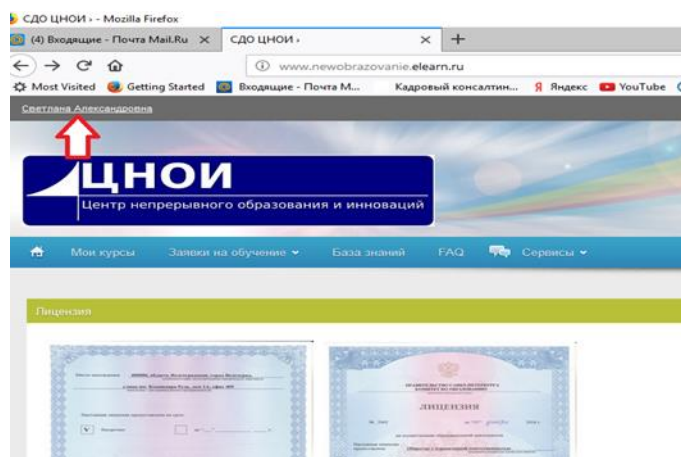 СДО ЦНОИ › - Mozilla Firefox
(4) Входящие - Почта Mail.Ru
СДО ЦНОИ ›
www.newobrazovanie.elearn.ru
Most Visited Getting Started Входящие - Почта М... Кадровый консалтин... Яндекс YouTube
Светлана Александровна
ЦНОИ
Центр непрерывного образования и инноваций
Мои курсы Заявки на обучение База знаний FAQ Сервисы
Лицензия
ЛИЦЕНЗИЯ